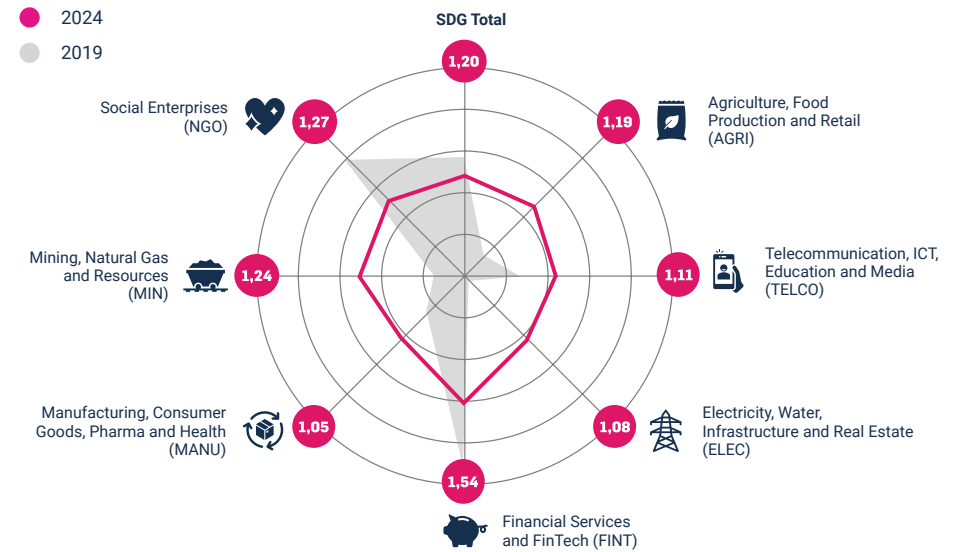 2024
2019
SDG Total
1,20
Social Enterprises
(NGO)
1,27
1,19
Agriculture, Food
Production and Retail
(AGRI)
Mining, Natural Gas
and Resources
(MIN)
1,24
1,11
Telecommunication, ICT,
Education and Media
(TELCO)
Manufacturing, Consumer
Goods, Pharma and Health
(MANU)
1,05
1,08
Electricity, Water,
Infrastructure and Real Estate
(ELEC)
1,54
Financial Services
and FinTech (FINT)